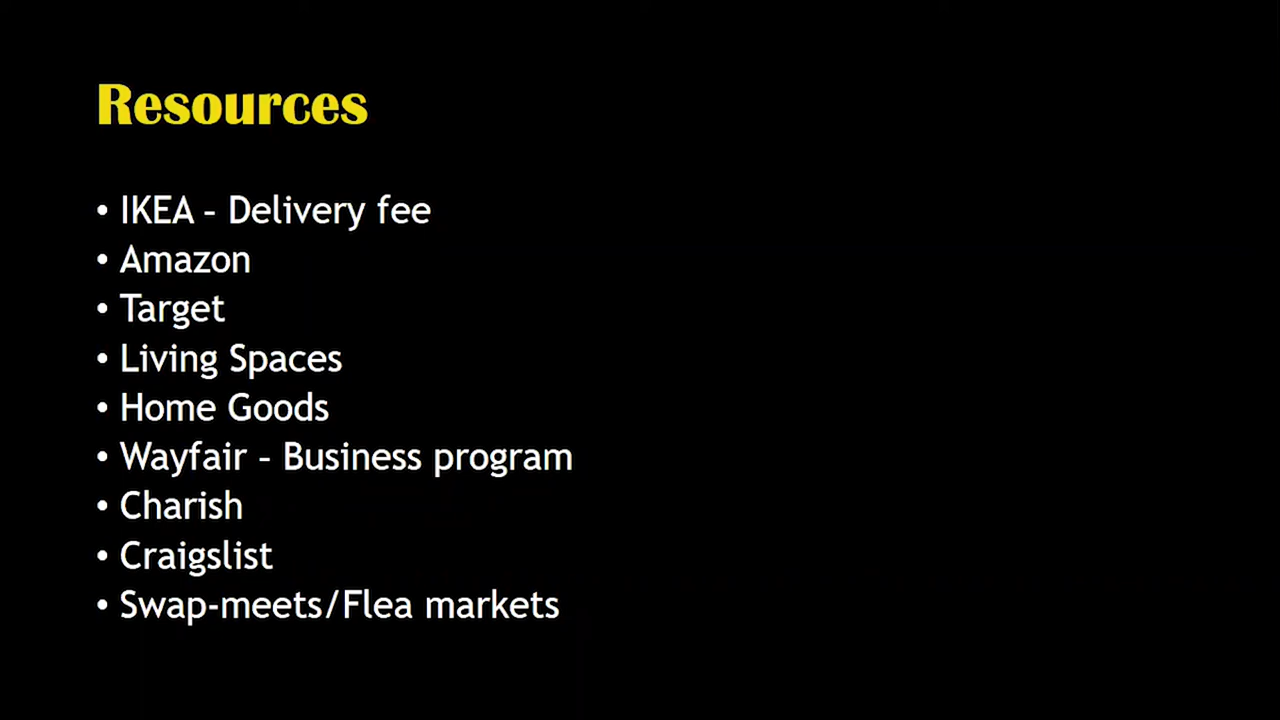 Resources
• IKEA – Delivery fee
• Amazon
• Target
• Living Spaces
• Home Goods
• Wayfair – Business program
• Charish
• Craigslist
• Swap-meets/Flea markets